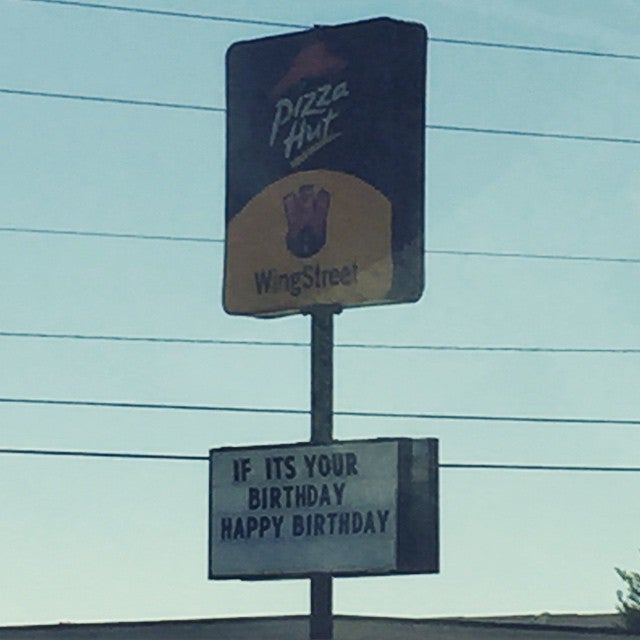 Pizza
Hut
WingStreet
IF ITS YOUR
BIRTHDAY
HAPPY BIRTHDAY